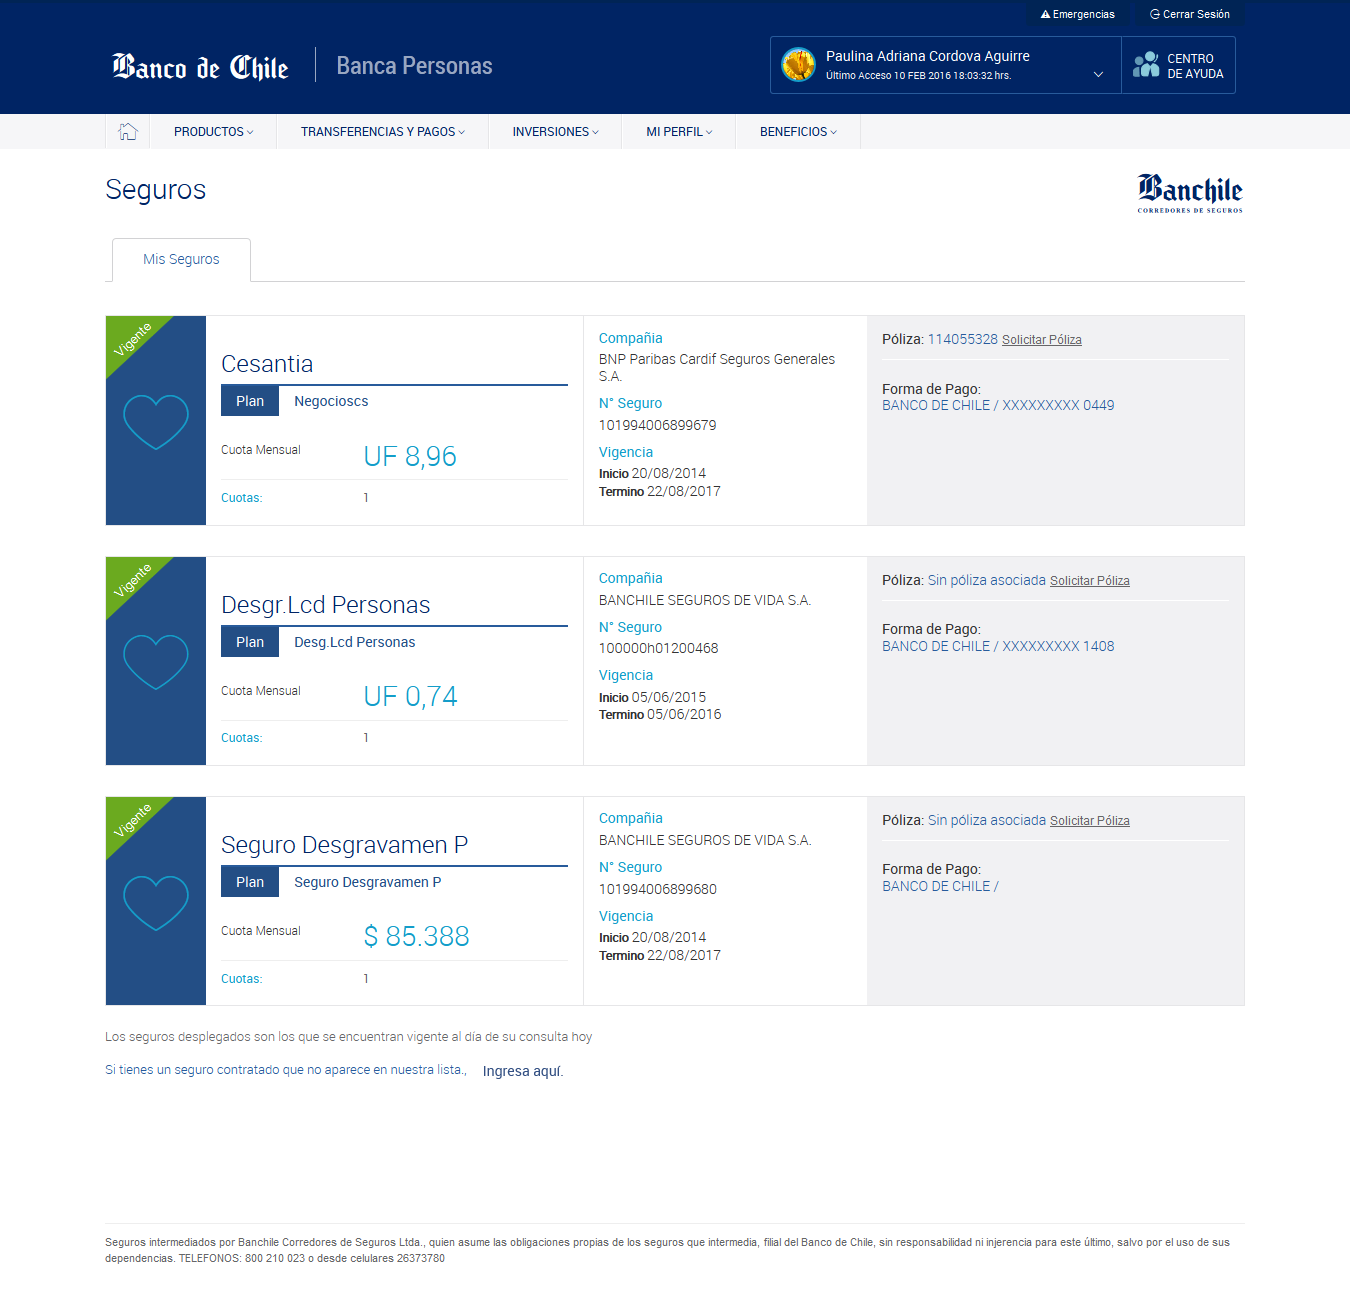 Emergencias
Cerrar Sesión
Banco de Chile
Banca Personas
Paulina Adriana Cordova Aguirre
Último Acceso 10 FEB 2016 18:03:32 hrs.
CENTRO
DE AYUDA
PRODUCTOS
TRANSFERENCIAS Y PAGOS
INVERSIONES
MI PERFIL
BENEFICIOS
Seguros
Banchile
CORREDORES DE SEGUROS
Mis Seguros
Vigente
Cesantia
Plan Negocioscs
Cuota Mensual UF 8,96
Cuotas: 1
Compañia
BNP Paribas Cardif Seguros Generales
S.A.
N° Seguro
101994006899679
Vigencia
Inicio 20/08/2014
Termino 22/08/2017
Póliza: 114055328 Solicitar Póliza
Forma de Pago:
BANCO DE CHILE / XXXXXXXXX 0449
Vigente
Desgr.Lcd Personas
Plan Desg.Lcd Personas
Cuota Mensual UF 0,74
Cuotas: 1
Compañia
BANCHILE SEGUROS DE VIDA S.A.
N° Seguro
100000h01200468
Vigencia
Inicio 05/06/2015
Termino 05/06/2016
Póliza: Sin póliza asociada Solicitar Póliza
Forma de Pago:
BANCO DE CHILE / XXXXXXXXX 1408
Vigente
Seguro Desgravamen P
Plan Seguro Desgravamen P
Cuota Mensual $ 85.388
Cuotas: 1
Compañia
BANCHILE SEGUROS DE VIDA S.A.
N° Seguro
101994006899680
Vigencia
Inicio 20/08/2014
Termino 22/08/2017
Póliza: Sin póliza asociada Solicitar Póliza
Forma de Pago:
BANCO DE CHILE /
Los seguros desplegados son los que se encuentran vigente al día de su consulta hoy
Si tienes un seguro contratado que no aparece en nuestra lista., Ingresa aquí.
Seguros intermediados por Banchile Corredores de Seguros Ltda., quien asume las obligaciones propias de los seguros que intermedia, filial del Banco de Chile, sin responsabilidad ni injerencia para este último, salvo por el uso de sus
dependencias. TELEFONOS: 800 210 023 o desde celulares 26373780